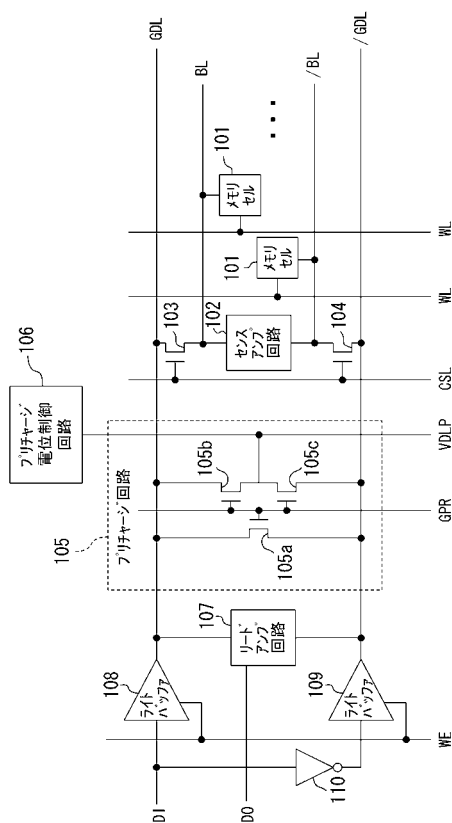 106
プリチャージ
電位制御
回路
105
プリチャージ回路
105b
105c
105a
103
102
センス
アンプ
回路
104
101
メモリ
セル
101
メモリ
セル
GDL
BL
/BL
/GDL
108
ライト
バッファ
107
リード
アンプ
回路
109
ライト
バッファ
110
DI
DO
WE
GPR
VDLP
CSL
WL
WL